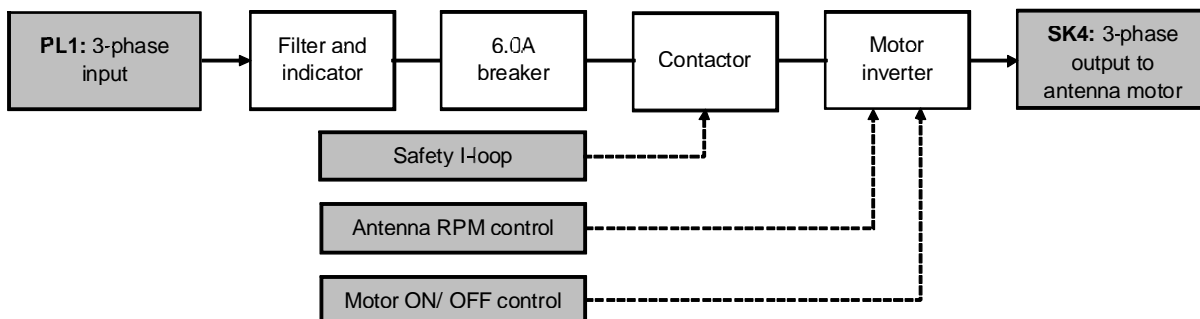 PL1: 3-phase
input
Filter and
indicator
6.0A
breaker
Contactor
Motor
inverter
SK4: 3-phase
output to
antenna motor
Safety I-loop
Antenna RPM control
Motor ON/ OFF control